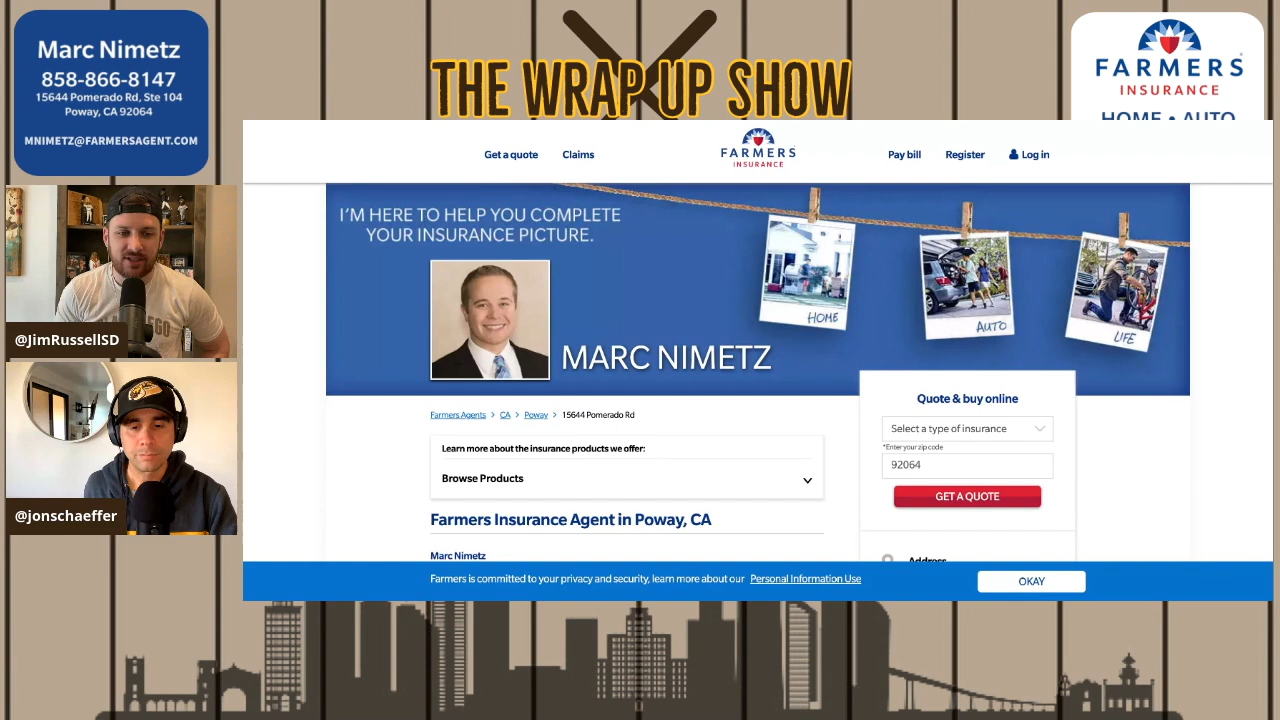 Marc Nimetz
858-866-8147
15644 Pomerado Rd, Ste 104
Poway, CA 92064
MNIMETZ@FARMERSAGENT.COM
THE WRAP UP SHOW
FARMERS
INSURANCE
HOME • AUTO
Get a quote
Claims
FARMERS
INSURANCE
Pay bill
Register
Log in
I'M HERE TO HELP YOU COMPLETE
YOUR INSURANCE PICTURE.
MARC NIMETZ
HOME
AUTO
LIFE
@JimRussellSD
@jonschaeffer
Farmers Agents > CA > Poway > 15644 Pomerado Rd
Learn more about the insurance products we offer:
Browse Products
Farmers Insurance Agent in Poway, CA
Marc Nimetz
Quote & buy online
Select a type of insurance
*Enter your zip code
92064
GET A QUOTE
Address
Farmers is committed to your privacy and security, learn more about our Personal Information Use
OKAY